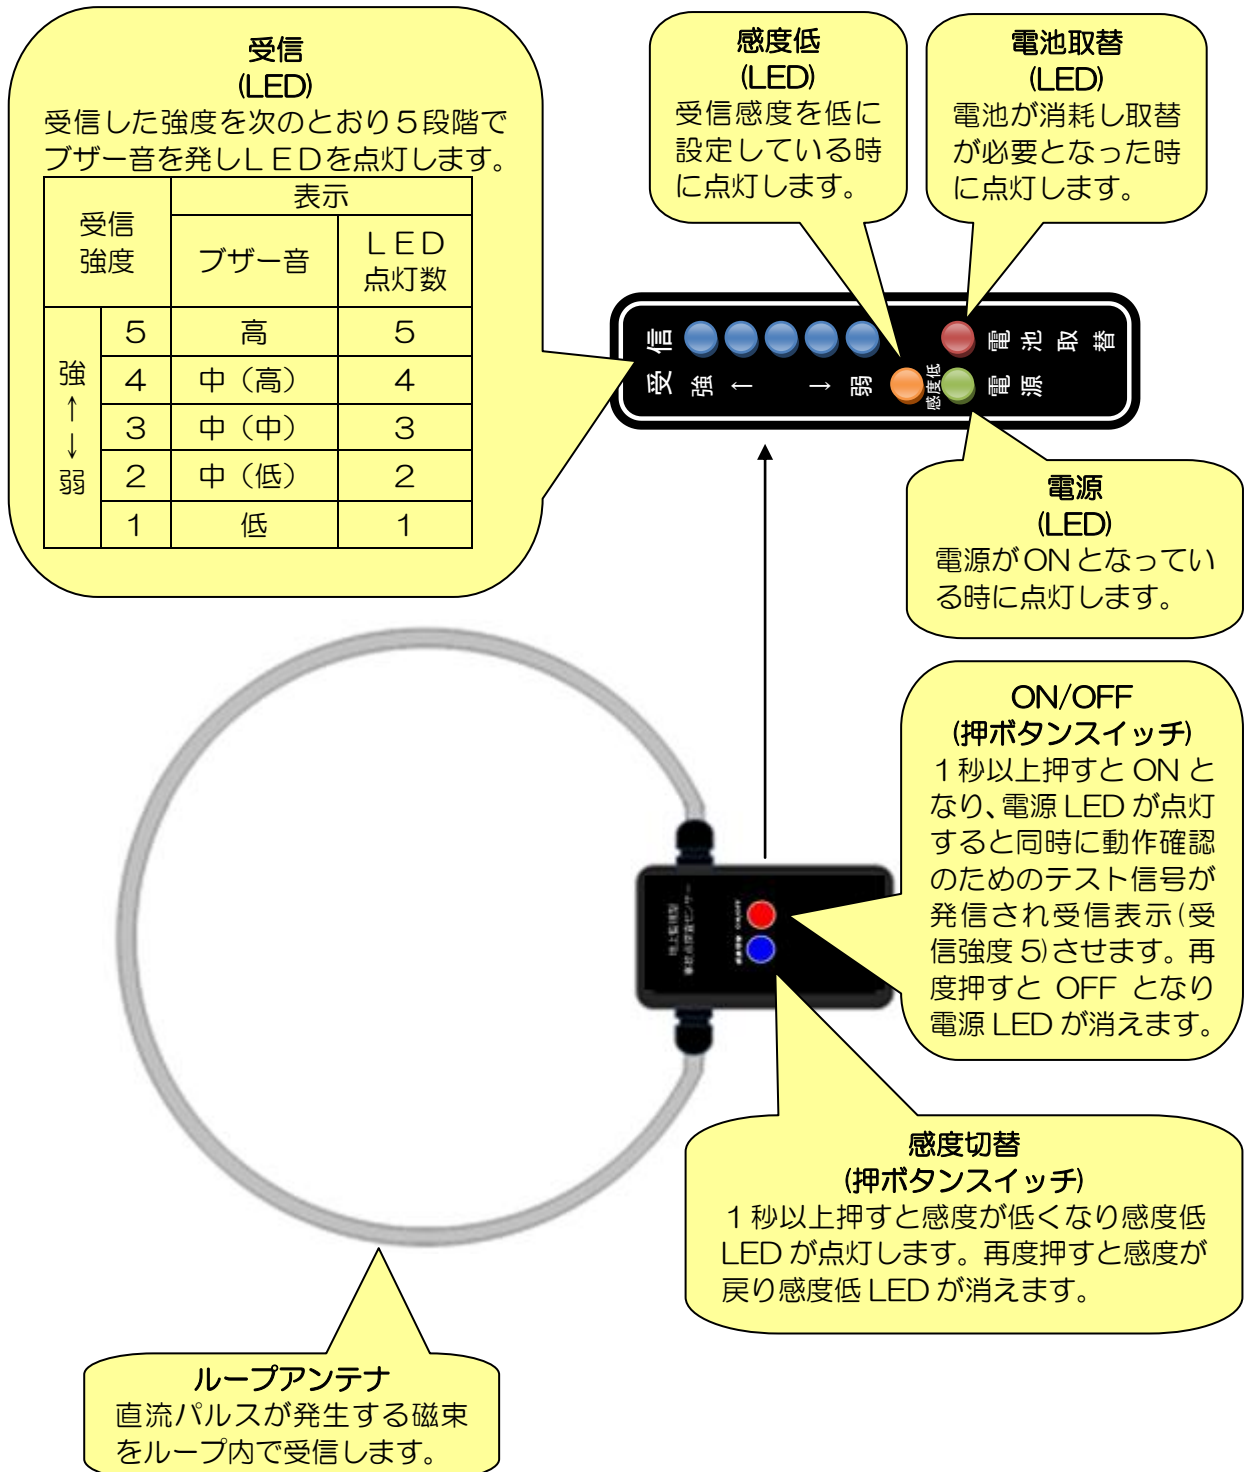 受信
(LED)
受信した強度を次のとおり5段階で
ブザー音を発しLEDを点灯します。
受信
強度
表示
ブザー音
LED
点灯数
強
↑
↓
弱
5 高 5
4 中(高) 4
3 中(中) 3
2 中(低) 2
1 低 1
感度低
(LED)
受信感度を低に
設定している時
に点灯します。
電池取替
(LED)
電池が消耗し取替
が必要となった時
に点灯します。
受信
強 ← → 弱
感度低
電池取替
電源
電源
(LED)
電源がONとなってい
る時に点灯します。
ON/OFF
(押ボタンスイッチ)
1秒以上押すとONと
なり、電源LEDが点灯
すると同時に動作確認
のためのテスト信号が
発信され受信表示(受
信強度5)させます。再
度押すと OFF となり
電源LEDが消えます。
ON/OFF
感度切替
(押ボタンスイッチ)
1秒以上押すと感度が低くなり感度低
LEDが点灯します。再度押すと感度が
戻り感度低LEDが消えます。
ループアンテナ
直流パルスが発生する磁束
をループ内で受信します。